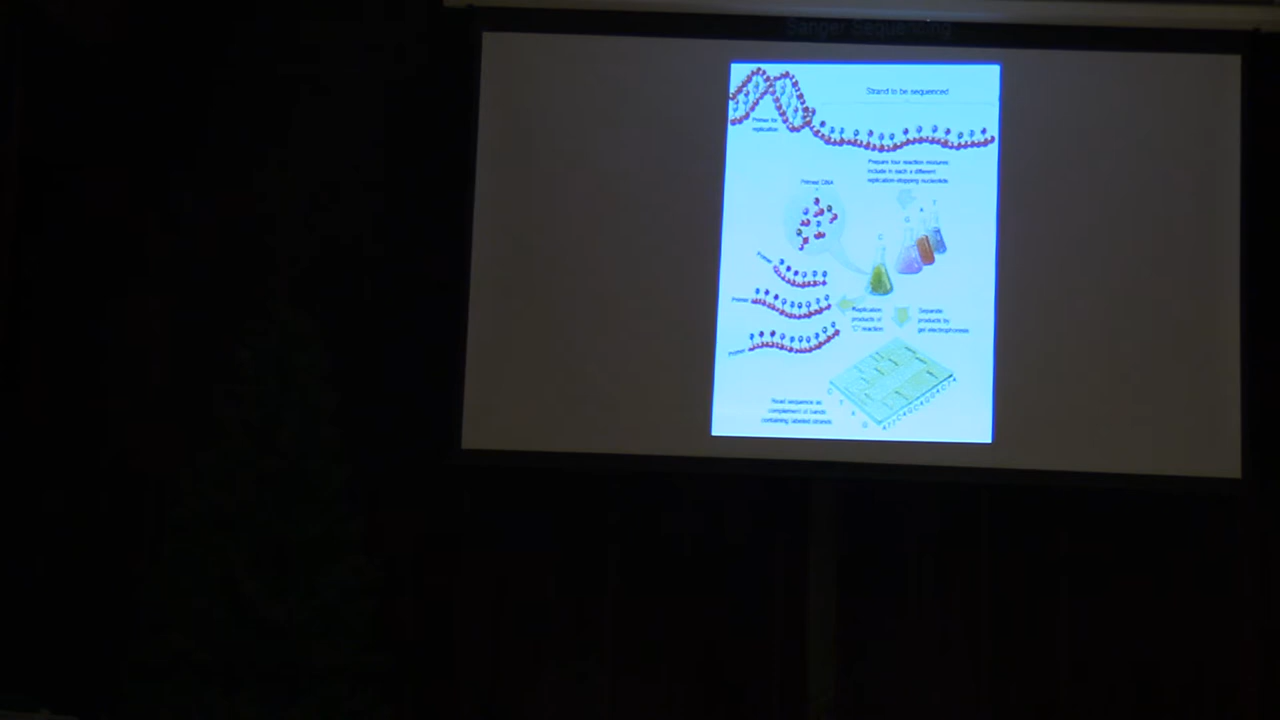 Sanger Sequencing
Strand to be sequenced
Primer for
replication
Prepare four reaction mixtures:
include in each a different
replication-stopping nucleotide
Primed DNA
G
A
T
C
Primer
Primer
Primer
Replication
products of
"C" reaction
Separate
products by
gel electrophoresis
C
T
A
G
Read sequence as
complement of bands
containing labeled strands